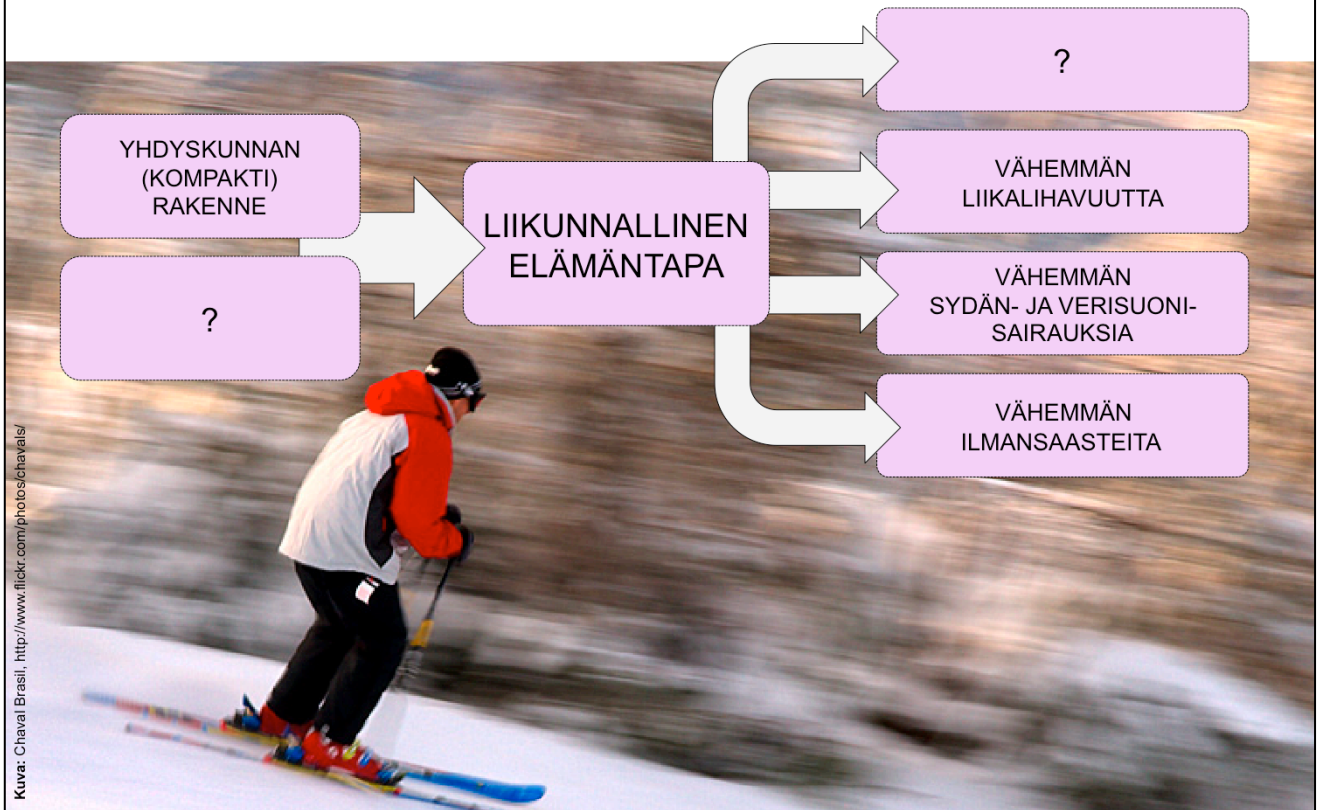 ?
YHDYSKUNNAN
(KOMPAKTI)
RAKENNE
?
LIIKUNNALLINEN
ELÄMÄNTAPA
VÄHEMMÄN
LIIKALIHAVUUTTA
VÄHEMMÄN
SYDÄN- JA VERISUONI-
SAIRAUKSIA
VÄHEMMÄN
ILMANSAASTEITA
Kuva: Chaval Brasil, http://www.flickr.com/photos/chavals/